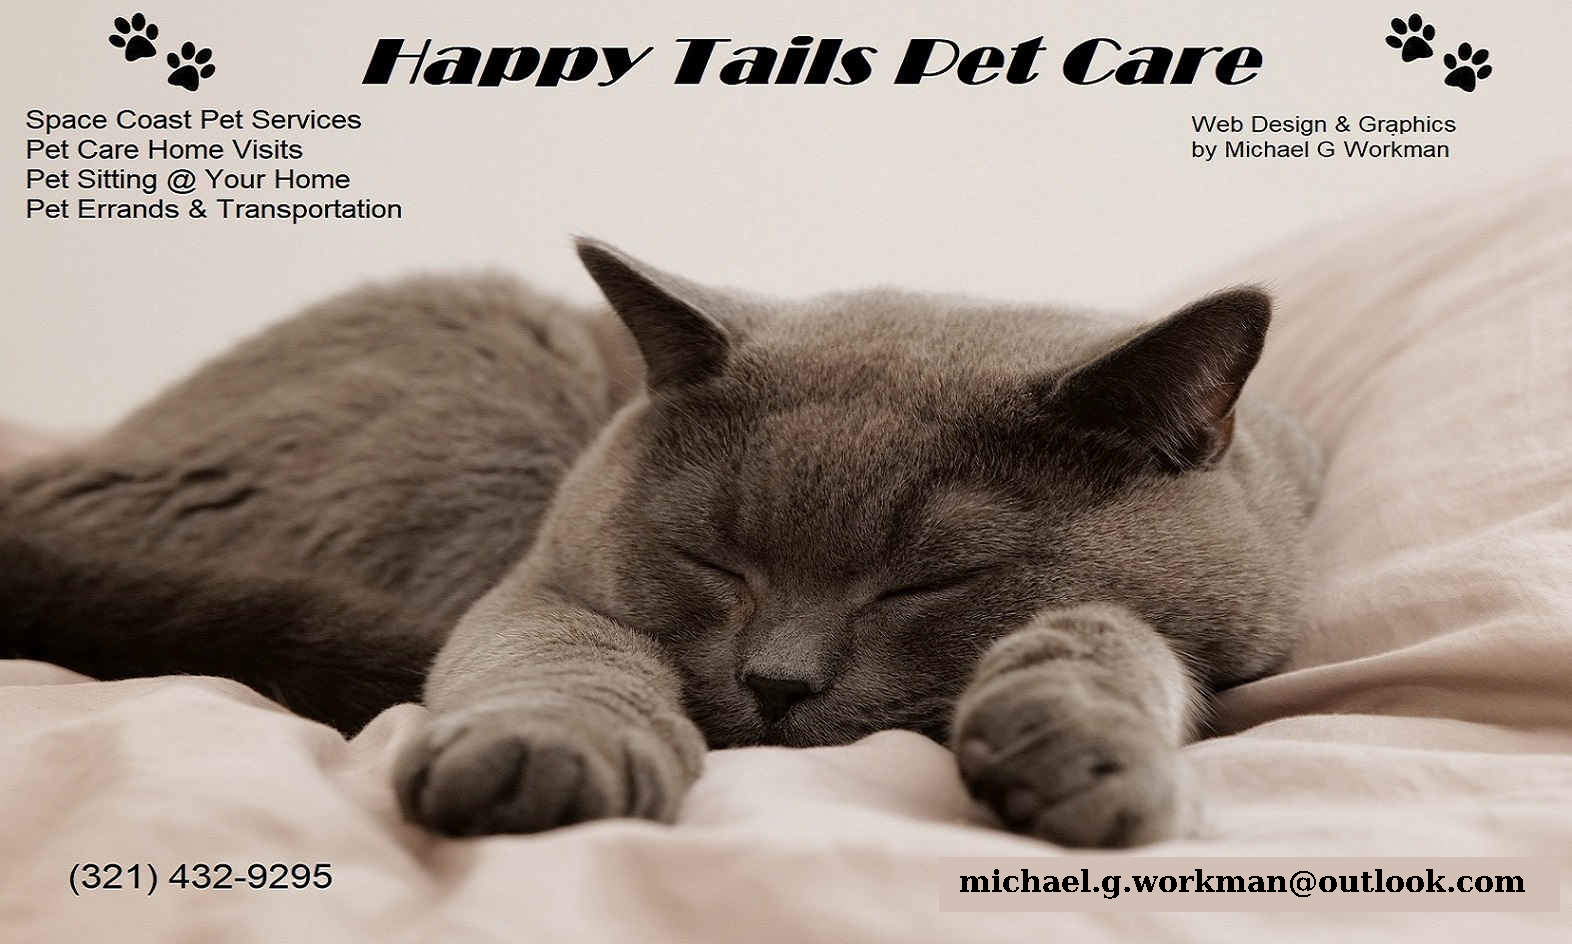 Happy Tails Pet Care
Space Coast Pet Services
Pet Care Home Visits
Pet Sitting @ Your Home
Pet Errands & Transportation
Web Design & Graphics
by Michael G Workman
(321) 432-9295
michael.g.workman@outlook.com